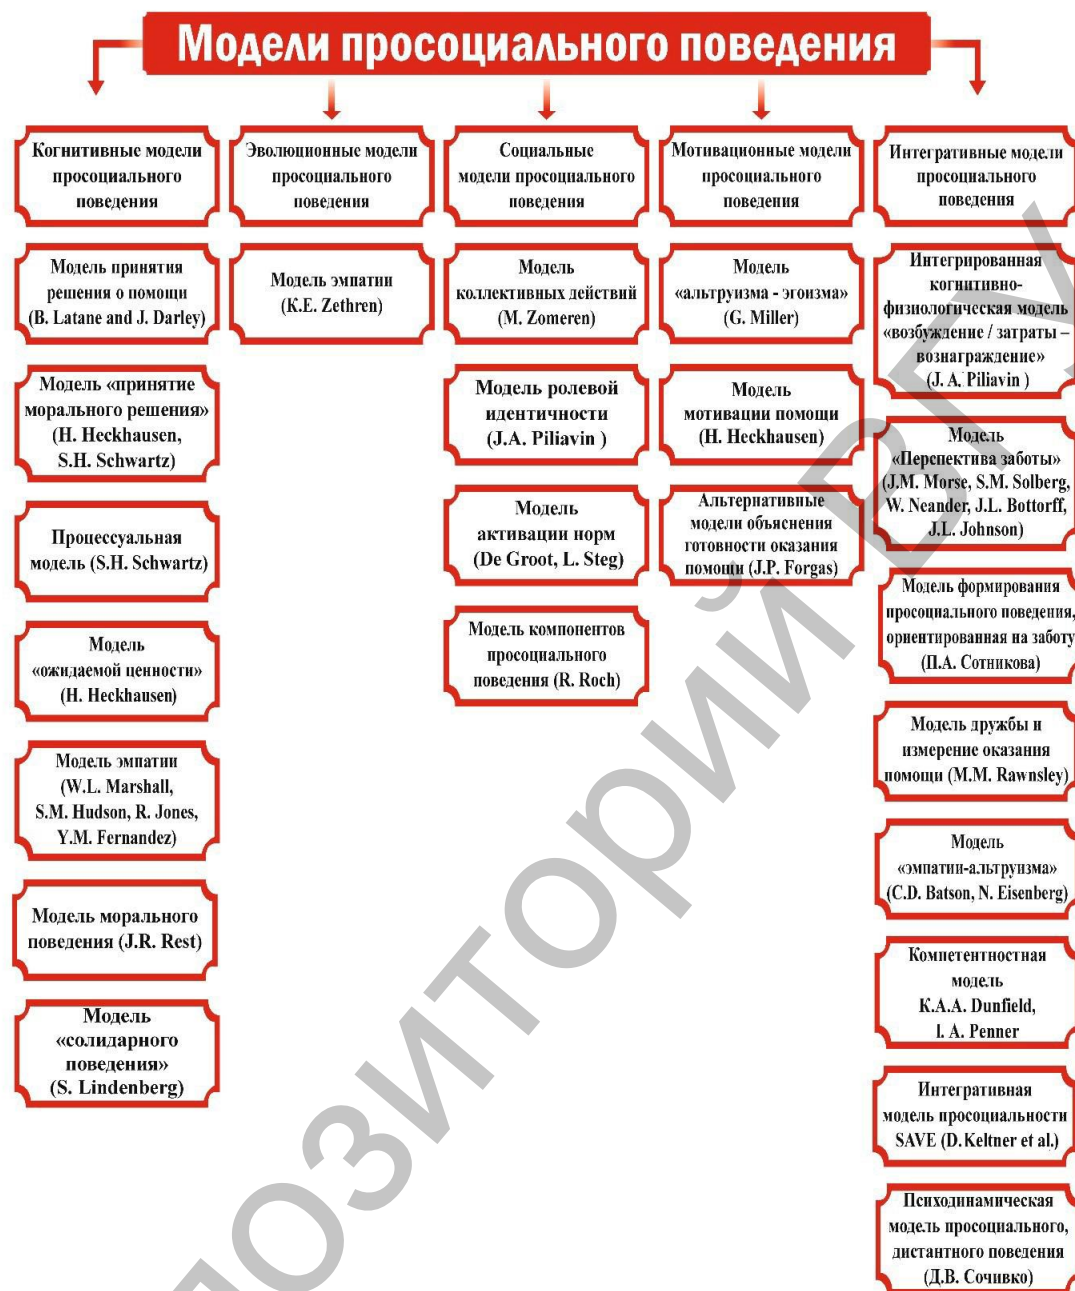 Модели просоциального поведения
Когнитивные модели
просоциального
поведения
Модель принятия
решения о помощи
(B. Latane and J. Darley)
Модель «принятие
морального решения»
(H. Heckhausen,
S.H. Schwartz)
Процессуальная
модель (S.H. Schwartz)
Модель
«ожидаемой ценности»
(H. Heckhausen)
Модель эмпатии
(W.L. Marshall,
S.M. Hudson, R. Jones,
Y.M. Fernandez)
Модель морального
поведения (J.R. Rest)
Модель
«солидарного
поведения»
(S. Lindenberg)
Эволюционные модели
просоциального
поведения
Модель эмпатии
(K.E. Zethren)
Социальные
модели просоциального
поведения
Модель
коллективных действий
(M. Zomeren)
Модель ролевой
идентичности
(J.A. Piliavin )
Модель
активации норм
(De Groot, L. Steg)
Модель компонентов
просоциального
поведения (R. Roch)
Мотивационные модели
просоциального
поведения
Модель
«альтруизма - эгоизма»
(G. Miller)
Модель
мотивации помощи
(H. Heckhausen)
Альтернативные
модели объяснения
готовности оказания
помощи (J.P. Forgas)
Интегративные модели
просоциального
поведения
Интегрированная
когнитивно-
физиологическая модель
«возбуждение / затраты –
вознаграждение»
(J. A. Piliavin )
Модель
«Перспектива заботы»
(J.M. Morse, S.M. Solberg,
W. Neander, J.L. Bottorff,
J.L. Johnson)
Модель формирования
просоциального поведения,
ориентированная на заботу
(П.А. Сотникова)
Модель дружбы и
измерение оказания
помощи (M.M. Rawnsley)
Модель
«эмпатии-альтруизма»
(C.D. Batson, N. Eisenberg)
Компетентностная
модель
K.A.A. Dunfield,
l. A. Penner
Интегративная
модель просоциальности
SAVE (D.Keltner et al.)
Психодинамическая
модель просоциального,
дистантного поведения
(Д.В. Сочивко)
позиторий ВГУ